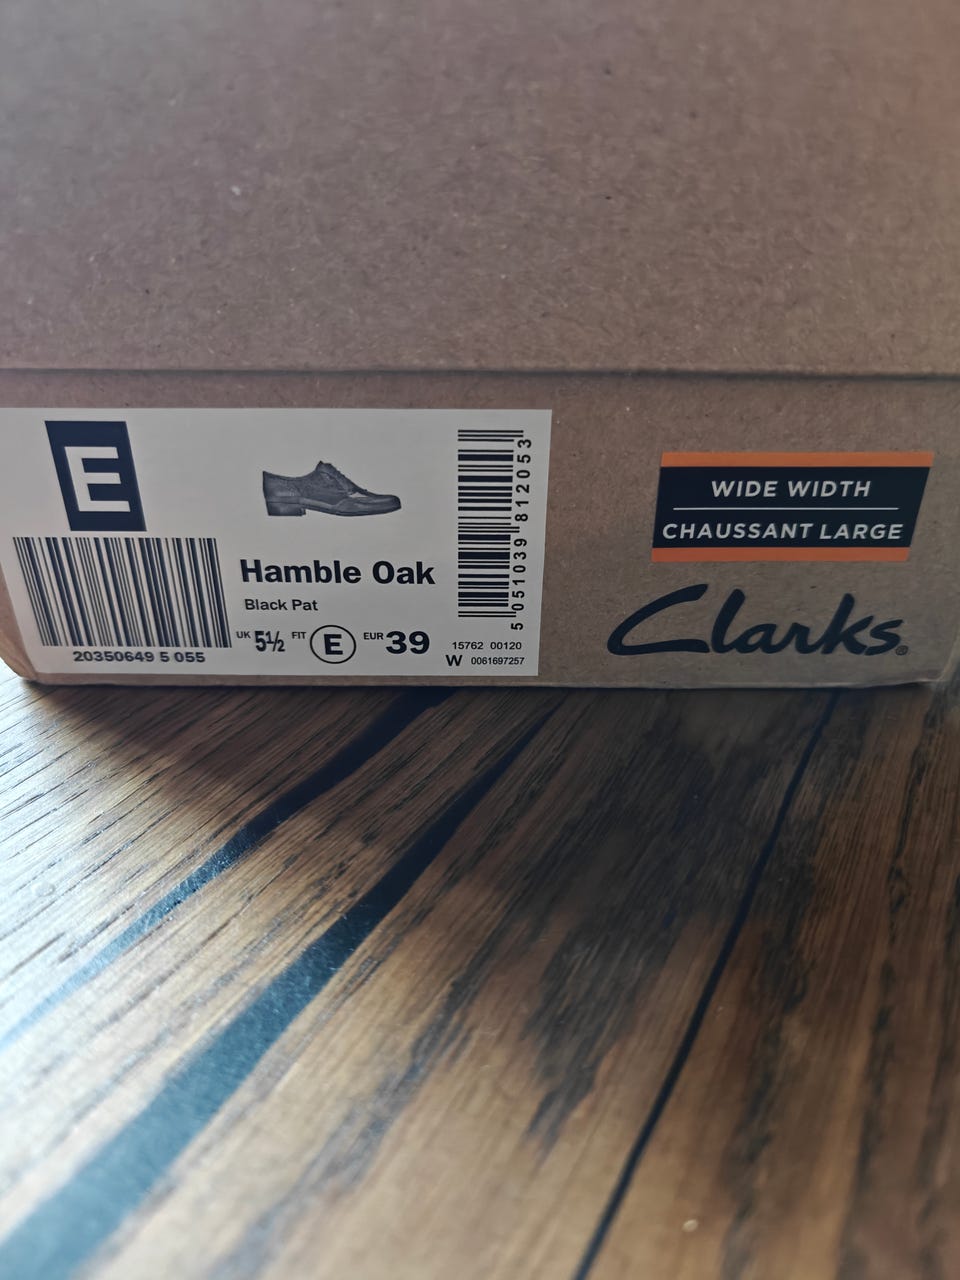 E
20350649 5 055
Hamble Oak
Black Pat
UK 5½ FIT E EUR 39
5 051039 812053
15762 00120
W 0061697257
WIDE WIDTH
CHAUSSANT LARGE
Clarks®